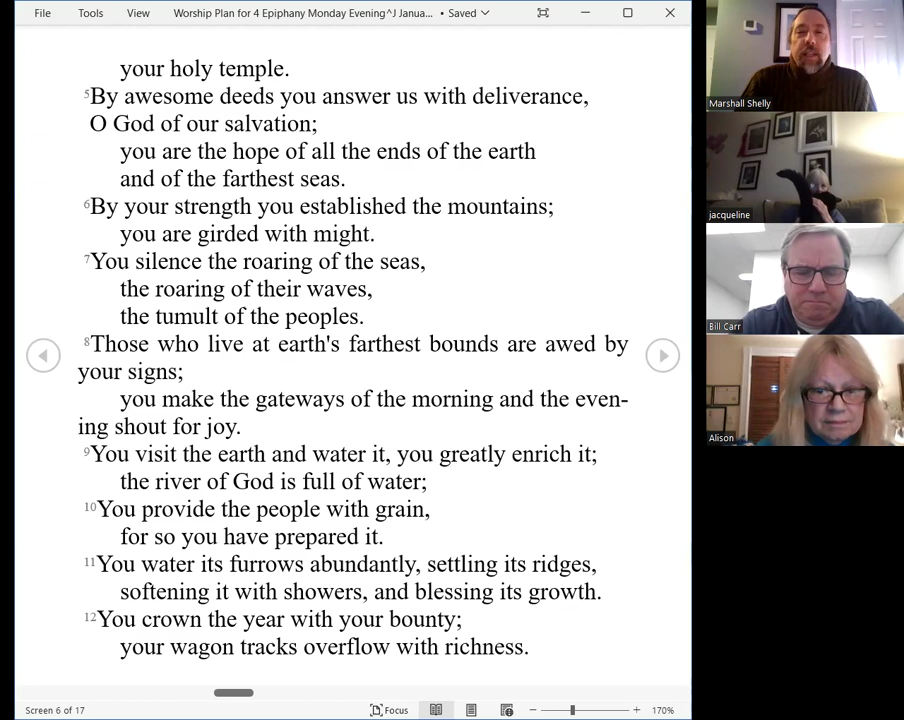 File Tools View Worship Plan for 4 Epiphany Monday Evening^J Janua... • Saved
your holy temple.
5By awesome deeds you answer us with deliverance,
O God of our salvation;
you are the hope of all the ends of the earth
and of the farthest seas.
6By your strength you established the mountains;
you are girded with might.
7You silence the roaring of the seas,
the roaring of their waves,
the tumult of the peoples.
8Those who live at earth's farthest bounds are awed by
your signs;
you make the gateways of the morning and the even-
ing shout for joy.
9You visit the earth and water it, you greatly enrich it;
the river of God is full of water;
10You provide the people with grain,
for so you have prepared it.
11You water its furrows abundantly, settling its ridges,
softening it with showers, and blessing its growth.
12You crown the year with your bounty;
your wagon tracks overflow with richness.
Screen 6 of 17 Focus 170%
Marshall Shelly
jacqueline
Bill Carr
Alison